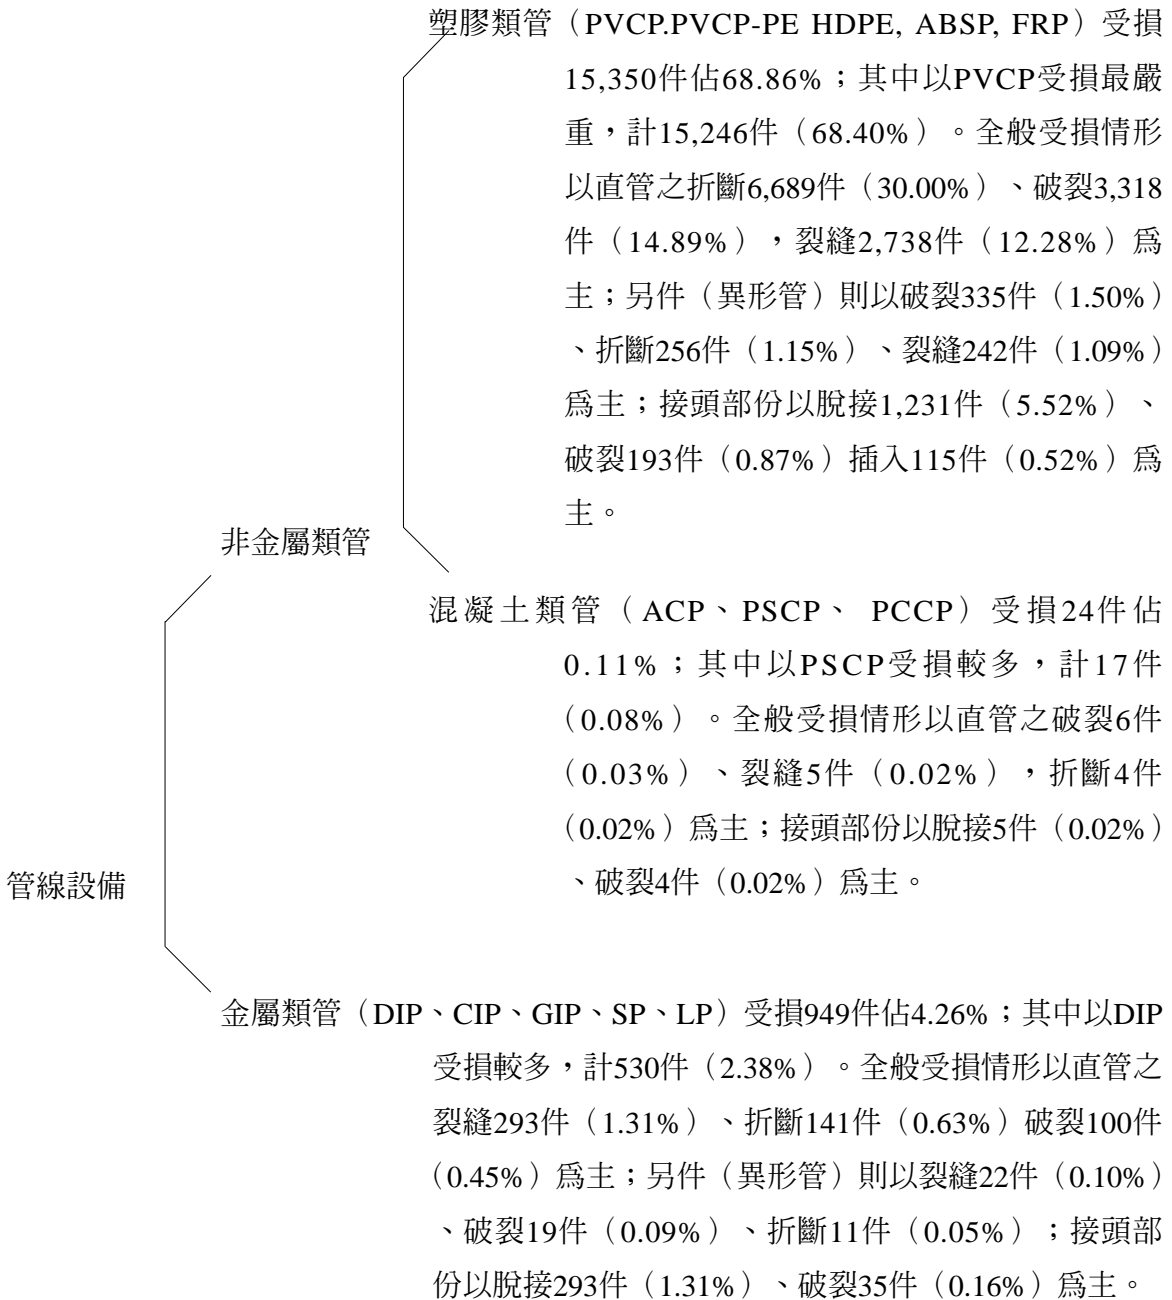 塑膠類管（PVCP.PVCP-PE HDPE, ABSP, FRP）受損
15,350件佔68.86%；其中以PVCP受損最嚴
重，計15,246件（68.40%）。全般受損情形
以直管之折斷6,689件（30.00%）、破裂3,318
件（14.89%），裂縫2,738件（12.28%）爲
主；另件（異形管）則以破裂335件（1.50%）
、折斷256件（1.15%）、裂縫242件（1.09%）
爲主；接頭部份以脫接1,231件（5.52%）、
破裂193件（0.87%）插入115件（0.52%）爲
主。
非金屬類管
混凝土類管（ACP、PSCP、 PCCP）受損24件佔
0.11%；其中以PSCP受損較多，計17件
（0.08%）。全般受損情形以直管之破裂6件
（0.03%）、裂縫5件（0.02%），折斷4件
（0.02%）爲主；接頭部份以脫接5件（0.02%）
、破裂4件（0.02%）爲主。
管線設備
金屬類管（DIP、CIP、GIP、SP、LP）受損949件佔4.26%；其中以DIP
受損較多，計530件（2.38%）。全般受損情形以直管之
裂縫293件（1.31%）、折斷141件（0.63%）破裂100件
（0.45%）爲主；另件（異形管）則以裂縫22件（0.10%）
、破裂19件（0.09%）、折斷11件（0.05%）；接頭部
份以脫接293件（1.31%）、破裂35件（0.16%）爲主。